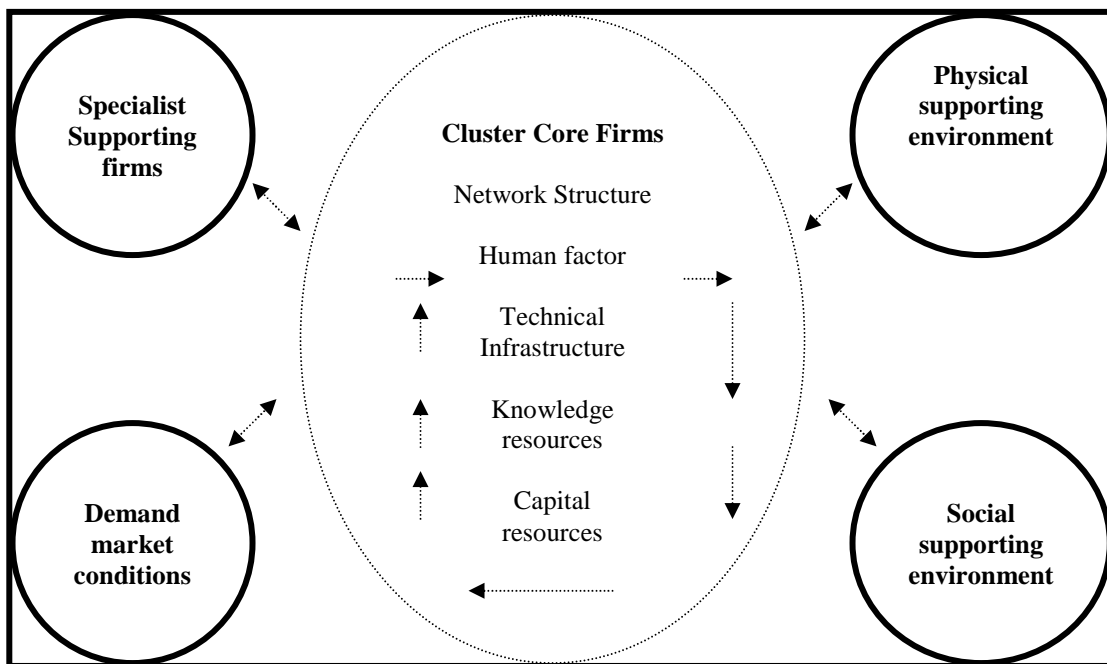 Specialist
Supporting
firms
Physical
supporting
environment
Cluster Core Firms
Network Structure
Human factor
Technical
Infrastructure
Knowledge
resources
Capital
resources
Demand
market
conditions
Social
supporting
environment